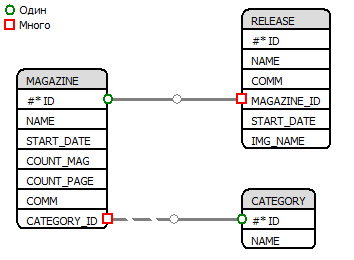 Один
Много
MAGAZINE
#* ID
NAME
START_DATE
COUNT_MAG
COUNT_PAGE
COMM
CATEGORY_ID
RELEASE
#* ID
NAME
COMM
MAGAZINE_ID
START_DATE
IMG_NAME
CATEGORY
#* ID
NAME